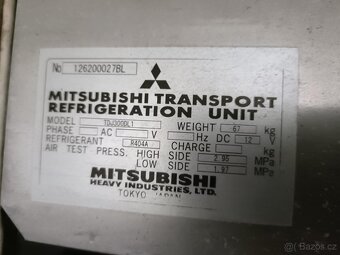 No 126200027BL
MITSUBISHI TRANSPORT
REFRIGERATION UNIT
MODEL TDJ300BL1 WEIGHT 67 kg
PHASE AC V Hz DC 12 V
REFRIGERANT R404A CHARGE kg
AIR TEST PRESS. HIGH SIDE 2.95 MPa
LOW SIDE 1.97 MPa
MITSUBISHI
HEAVY INDUSTRIES, LTD.
TOKYO JAPAN
Bazos.cz